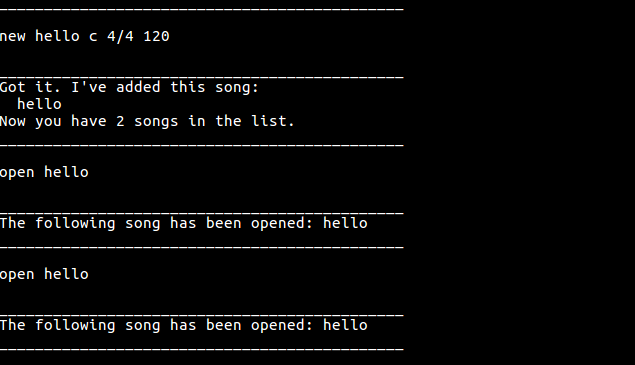 ____________________________________________
new hello c 4/4 120
____________________________________________
Got it. I've added this song:
  hello
Now you have 2 songs in the list.
____________________________________________
open hello
____________________________________________
The following song has been opened: hello
____________________________________________
open hello
____________________________________________
The following song has been opened: hello
____________________________________________